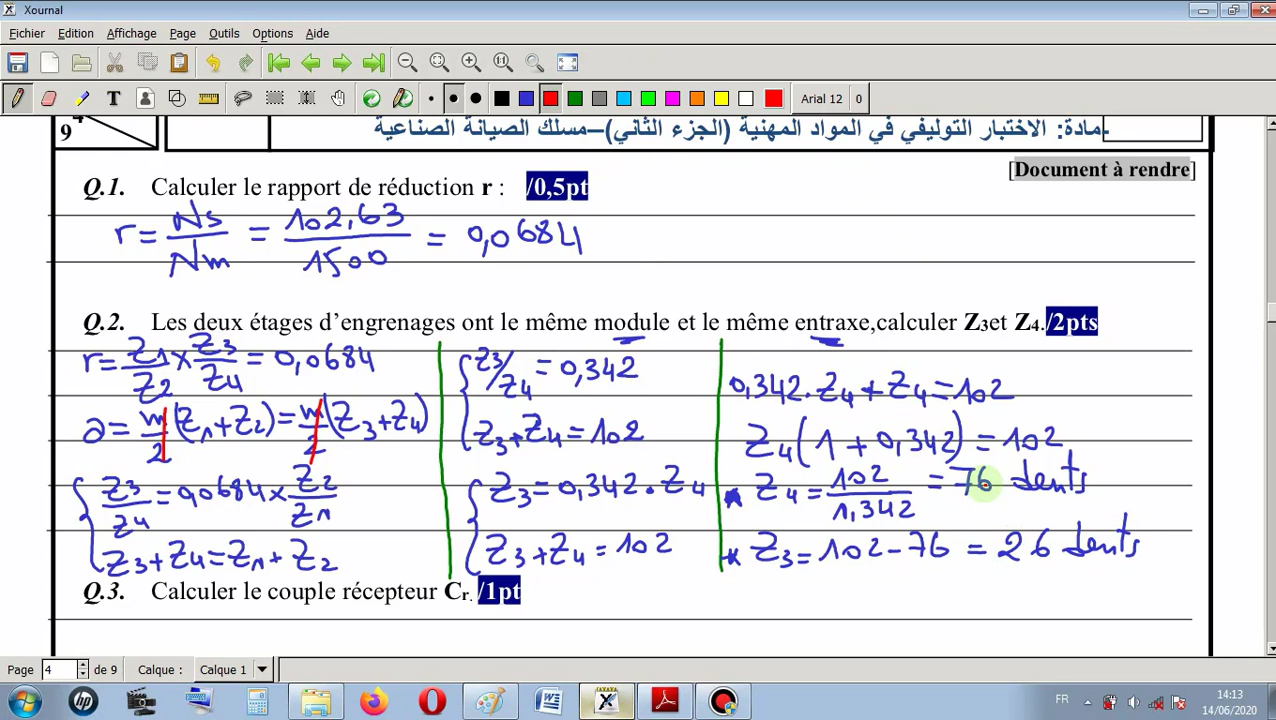 Xournal
Fichier Edition Affichage Page Outils Options Aide
Arial 12 0
9
مادة: الاختبار التوليفي في المواد المهنية (الجزء الثاني)–مسلك الصيانة الصناعية
[Document à rendre]
Q.1. Calculer le rapport de réduction r : /0,5pt
r = Ns/Nm = 102,63/1500 = 0,0684
Q.2. Les deux étages d’engrenages ont le même module et le même entraxe,calculer Z3et Z4. /2pts
r = Z1/Z2 × Z3/Z4 = 0,0684
a = m/2 (Z1+Z2) = m/2 (Z3+Z4)
Z3/Z4 = 0,0684 × Z2/Z1
Z3+Z4 = Z1+Z2
Z3/Z4 = 0,342
Z3+Z4 = 102
Z3 = 0,342 . Z4
Z3+Z4 = 102
0,342.Z4+Z4=102
Z4(1+0,342)=102
* Z4 = 102/1,342 = 76 dents
* Z3 = 102-76 = 26 dents
Q.3. Calculer le couple récepteur Cr. /1pt
Page 4 de 9 Calque : Calque 1
FR 14:13
14/06/2020